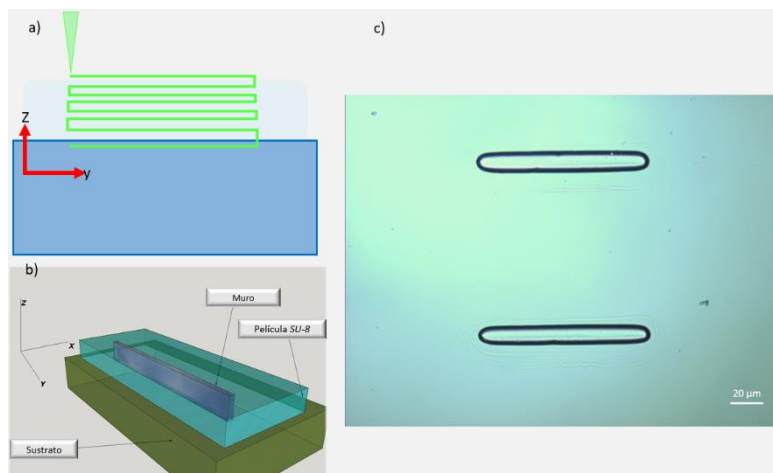 a)
c)
Z
y
b)
Muro
Película SU-8
Z
X
Y
Sustrato
20 µm